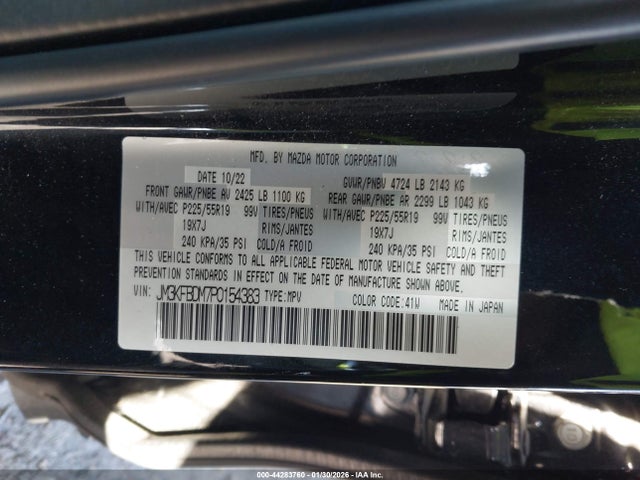 MFD. BY MAZDA MOTOR CORPORATION
DATE 10/22 GVWR/PNBV 4724 LB 2143 KG
FRONT GAWR/PNBE AV 2425 LB 1100 KG REAR GAWR/PNBE AR 2299 LB 1043 KG
WITH/AVEC P225/55R19 99V TIRES/PNEUS WITH/AVEC P225/55R19 99V TIRES/PNEUS
19X7J RIMS/JANTES 19X7J RIMS/JANTES
240 KPA/35 PSI COLD/A FROID 240 KPA/35 PSI COLD/A FROID
THIS VEHICLE CONFORMS TO ALL APPLICABLE FEDERAL MOTOR VEHICLE SAFETY AND THEFT
PREVENTION STANDARDS IN EFFECT ON THE DATE OF MANUFACTURE SHOWN ABOVE.
VIN: JM3KFBDM7P0154383 TYPE:MPV COLOR CODE:41W MADE IN JAPAN
000-44283760 - 01/30/2026 - IAA Inc.